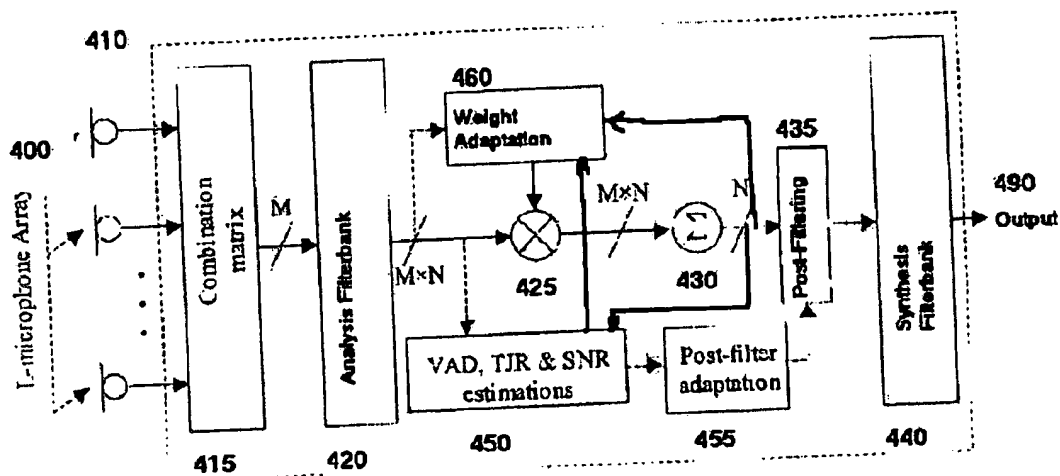 410
400
L-microphone Array
Combination
matrix
415
M
Analysis Filterbank
420
M×N
460
Weight
Adaptation
425
M×N
Σ
430
N
435
Post-Filtering
VAD, TJR & SNR
estimations
450
Post-filter
adaptation
455
Synthesis
Filterbank
440
490
Output